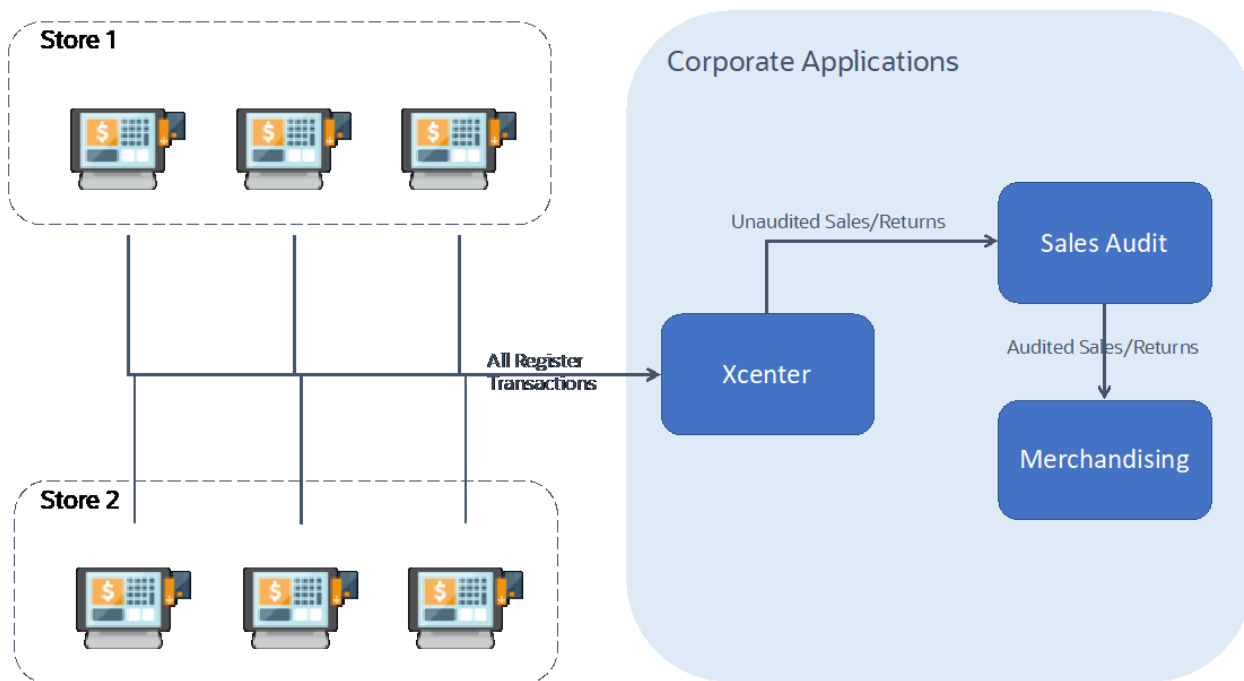 Store 1
Corporate Applications
Unaudited Sales/Returns
Sales Audit
All Register
Transactions
Xcenter
Audited Sales/Returns
Merchandising
Store 2
$
$
$
$
$
$